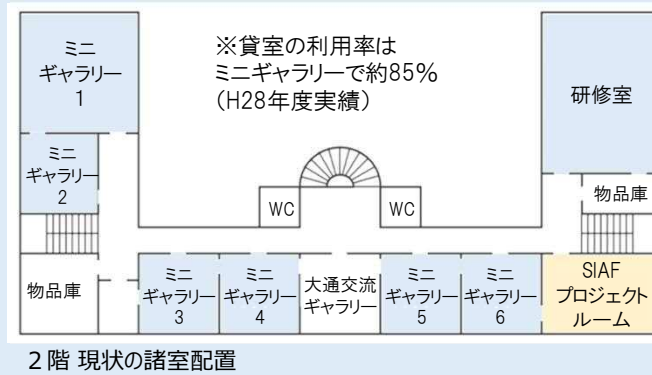 ミニ
ギャラリー
1
※貸室の利用率は
ミニギャラリーで約85%
（H28年度実績）
研修室
ミニ
ギャラリー
2
物品庫
WC
WC
物品庫
ミニ
ギャラリー
3
ミニ
ギャラリー
4
大通交流
ギャラリー
ミニ
ギャラリー
5
ミニ
ギャラリー
6
SIAF
プロジェクト
ルーム
２階 現状の諸室配置